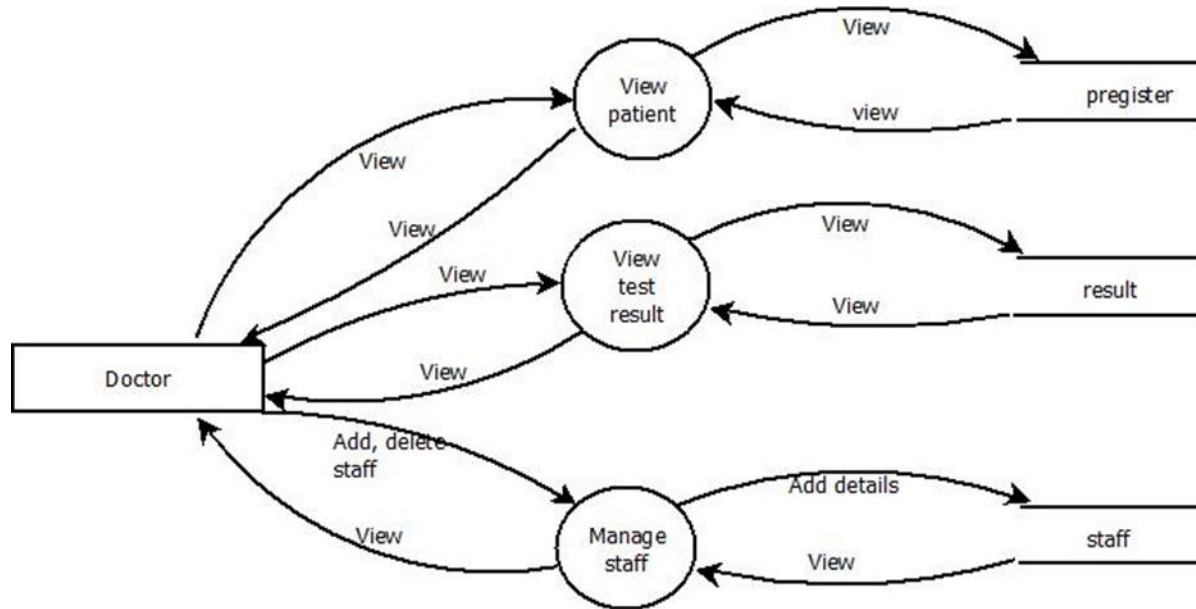 View
View
patient
pregister
view
View
View
View
View
test
result
View
result
View
View
Doctor
Add, delete
staff
View
Manage
staff
Add details
staff
View